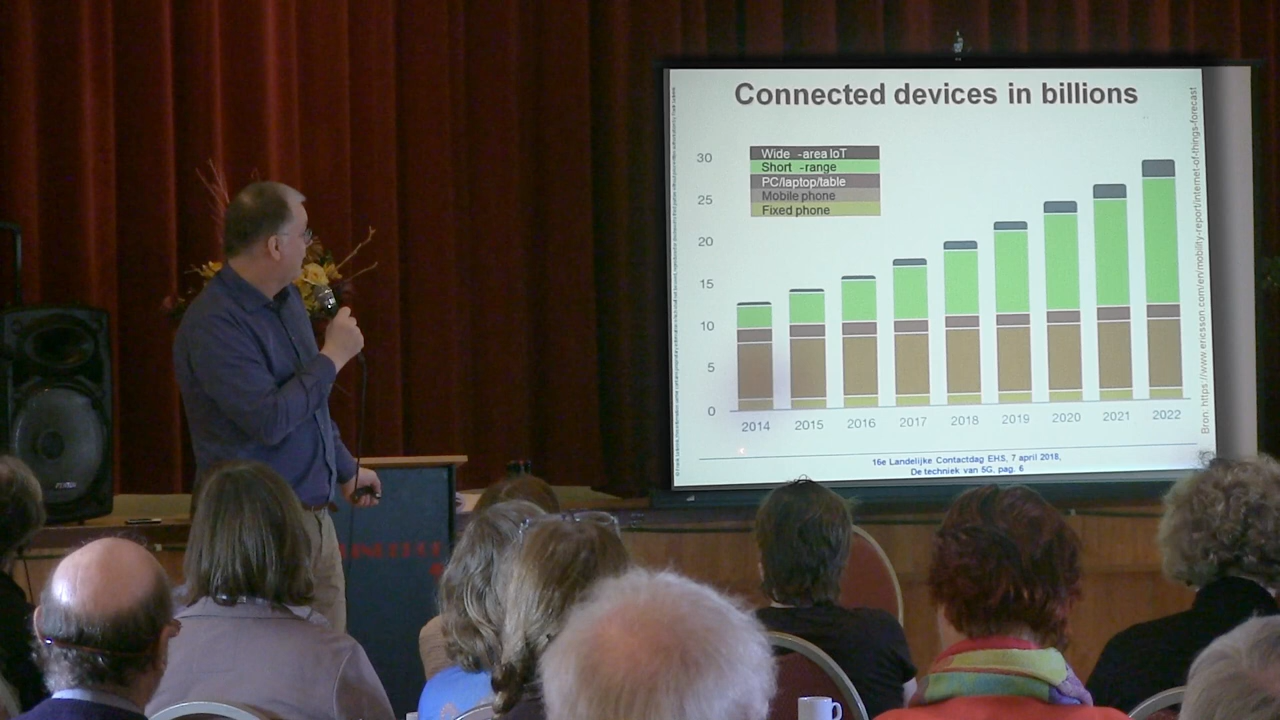 Connected devices in billions
Wide -area IoT
Short -range
PC/laptop/table
Mobile phone
Fixed phone
30
25
20
15
10
5
0
2014 2015 2016 2017 2018 2019 2020 2021 2022
16e Landelijke Contactdag EHS, 7 april 2018,
De techniek van 5G, pag. 6
Bron: https://www.ericsson.com/en/mobility-report/internet-of-things-forecast